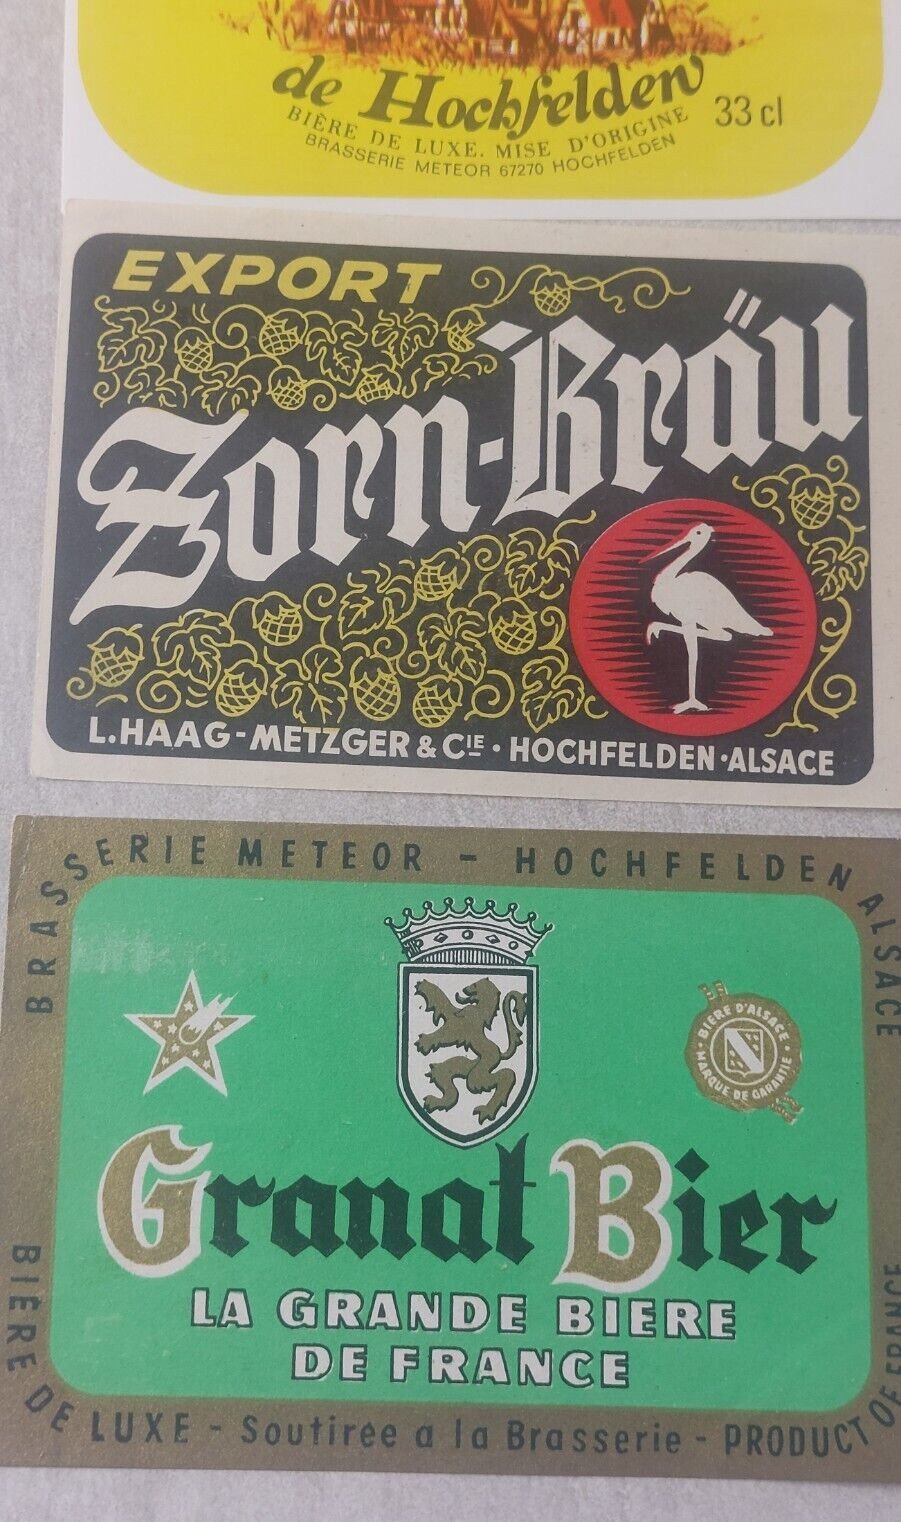 de Hochfelden
33 cl
BIÈRE DE LUXE. MISE D'ORIGINE
BRASSERIE METEOR 67270 HOCHFELDEN
EXPORT
Zorn-Bräu
L.HAAG-METZGER & CIE · HOCHFELDEN·ALSACE
BRASSERIE METEOR - HOCHFELDEN ALSACE
BIERE D'ALSACE
MARQUE DE GARANTIE
Granat Bier
LA GRANDE BIERE
DE FRANCE
BIERE DE LUXE - Soutirée a la Brasserie - PRODUCT OF FRANCE